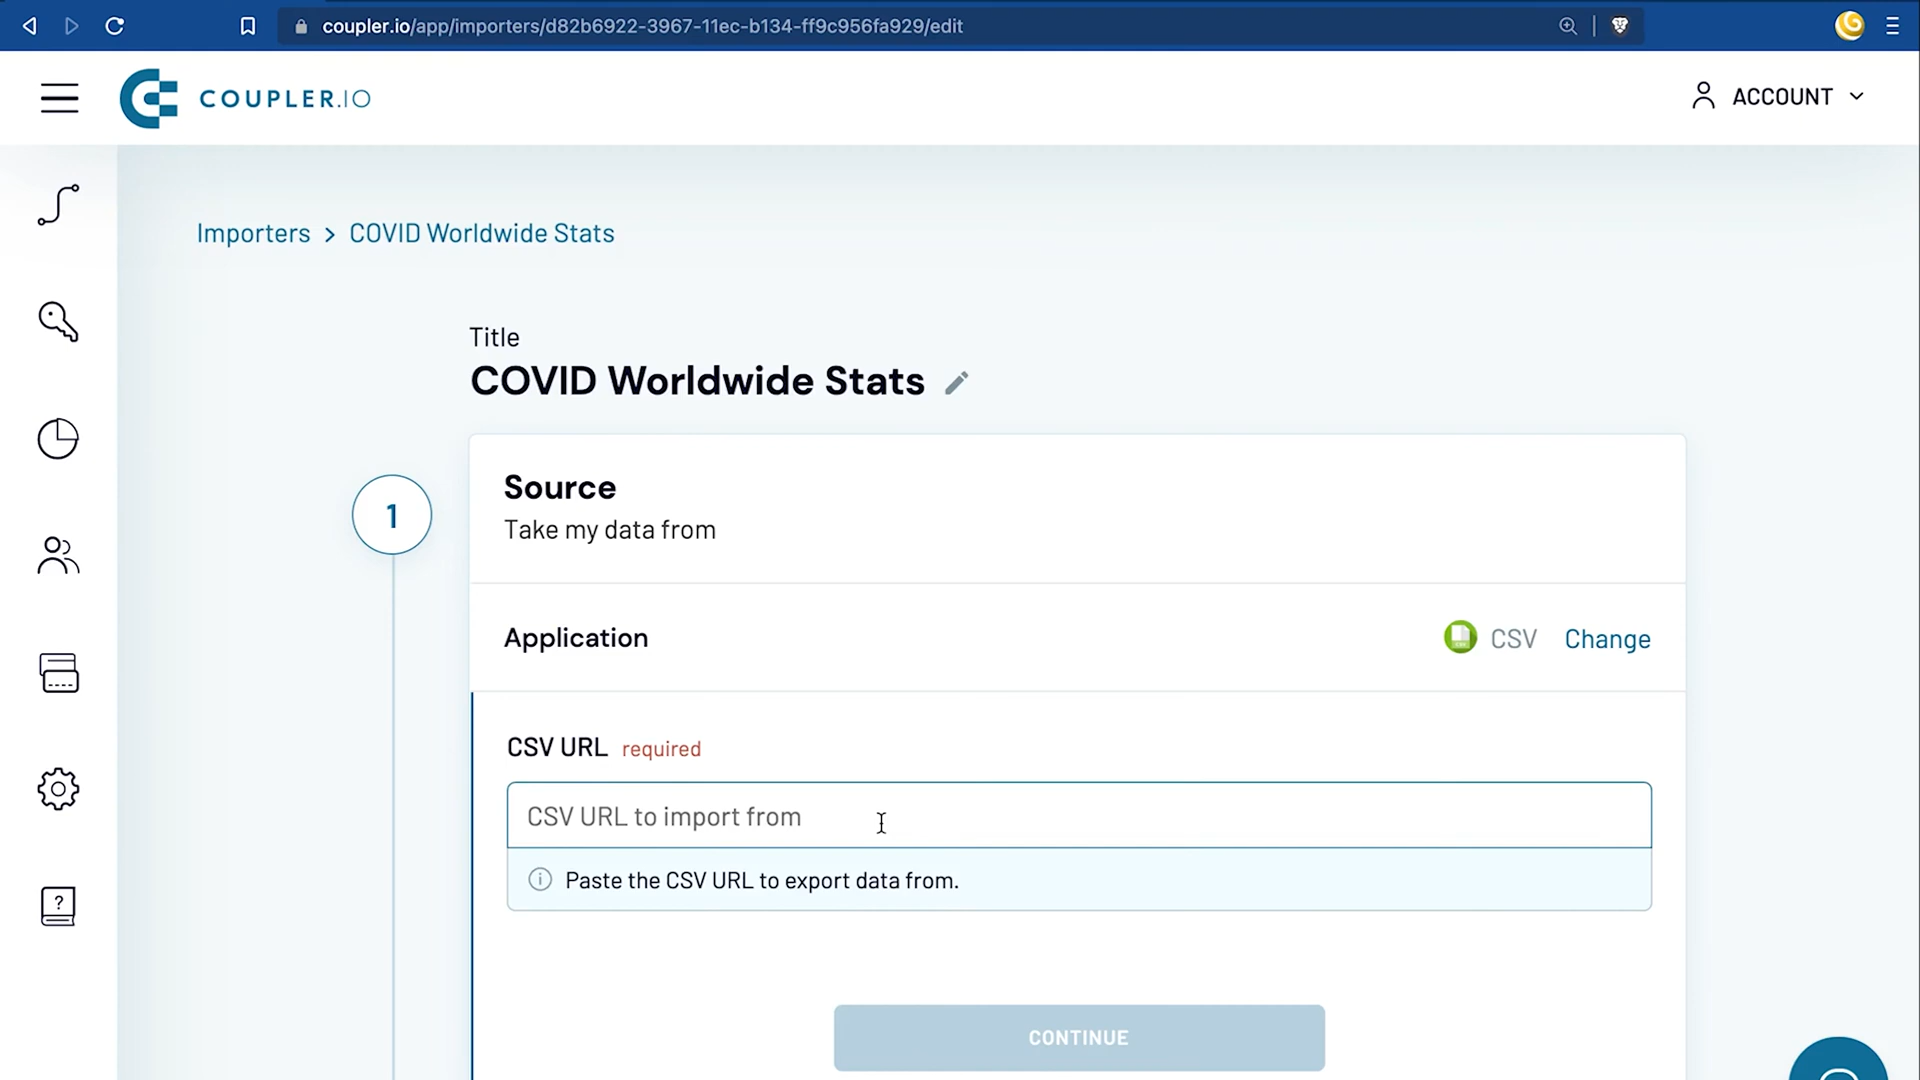 coupler.io/app/importers/d82b6922-3967-11ec-b134-ff9c956fa929/edit
COUPLER.IO
ACCOUNT
Importers > COVID Worldwide Stats
Title
COVID Worldwide Stats
1
Source
Take my data from
Application
CSV
Change
CSV URL required
CSV URL to import from
Paste the CSV URL to export data from.
CONTINUE